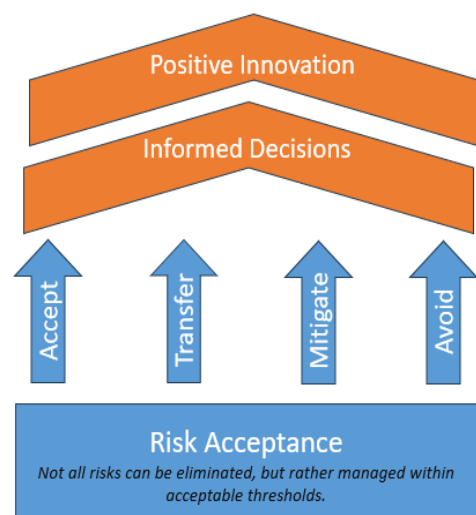 Positive Innovation
Informed Decisions
Accept
Transfer
Mitigate
Avoid
Risk Acceptance
Not all risks can be eliminated, but rather managed within
acceptable thresholds.